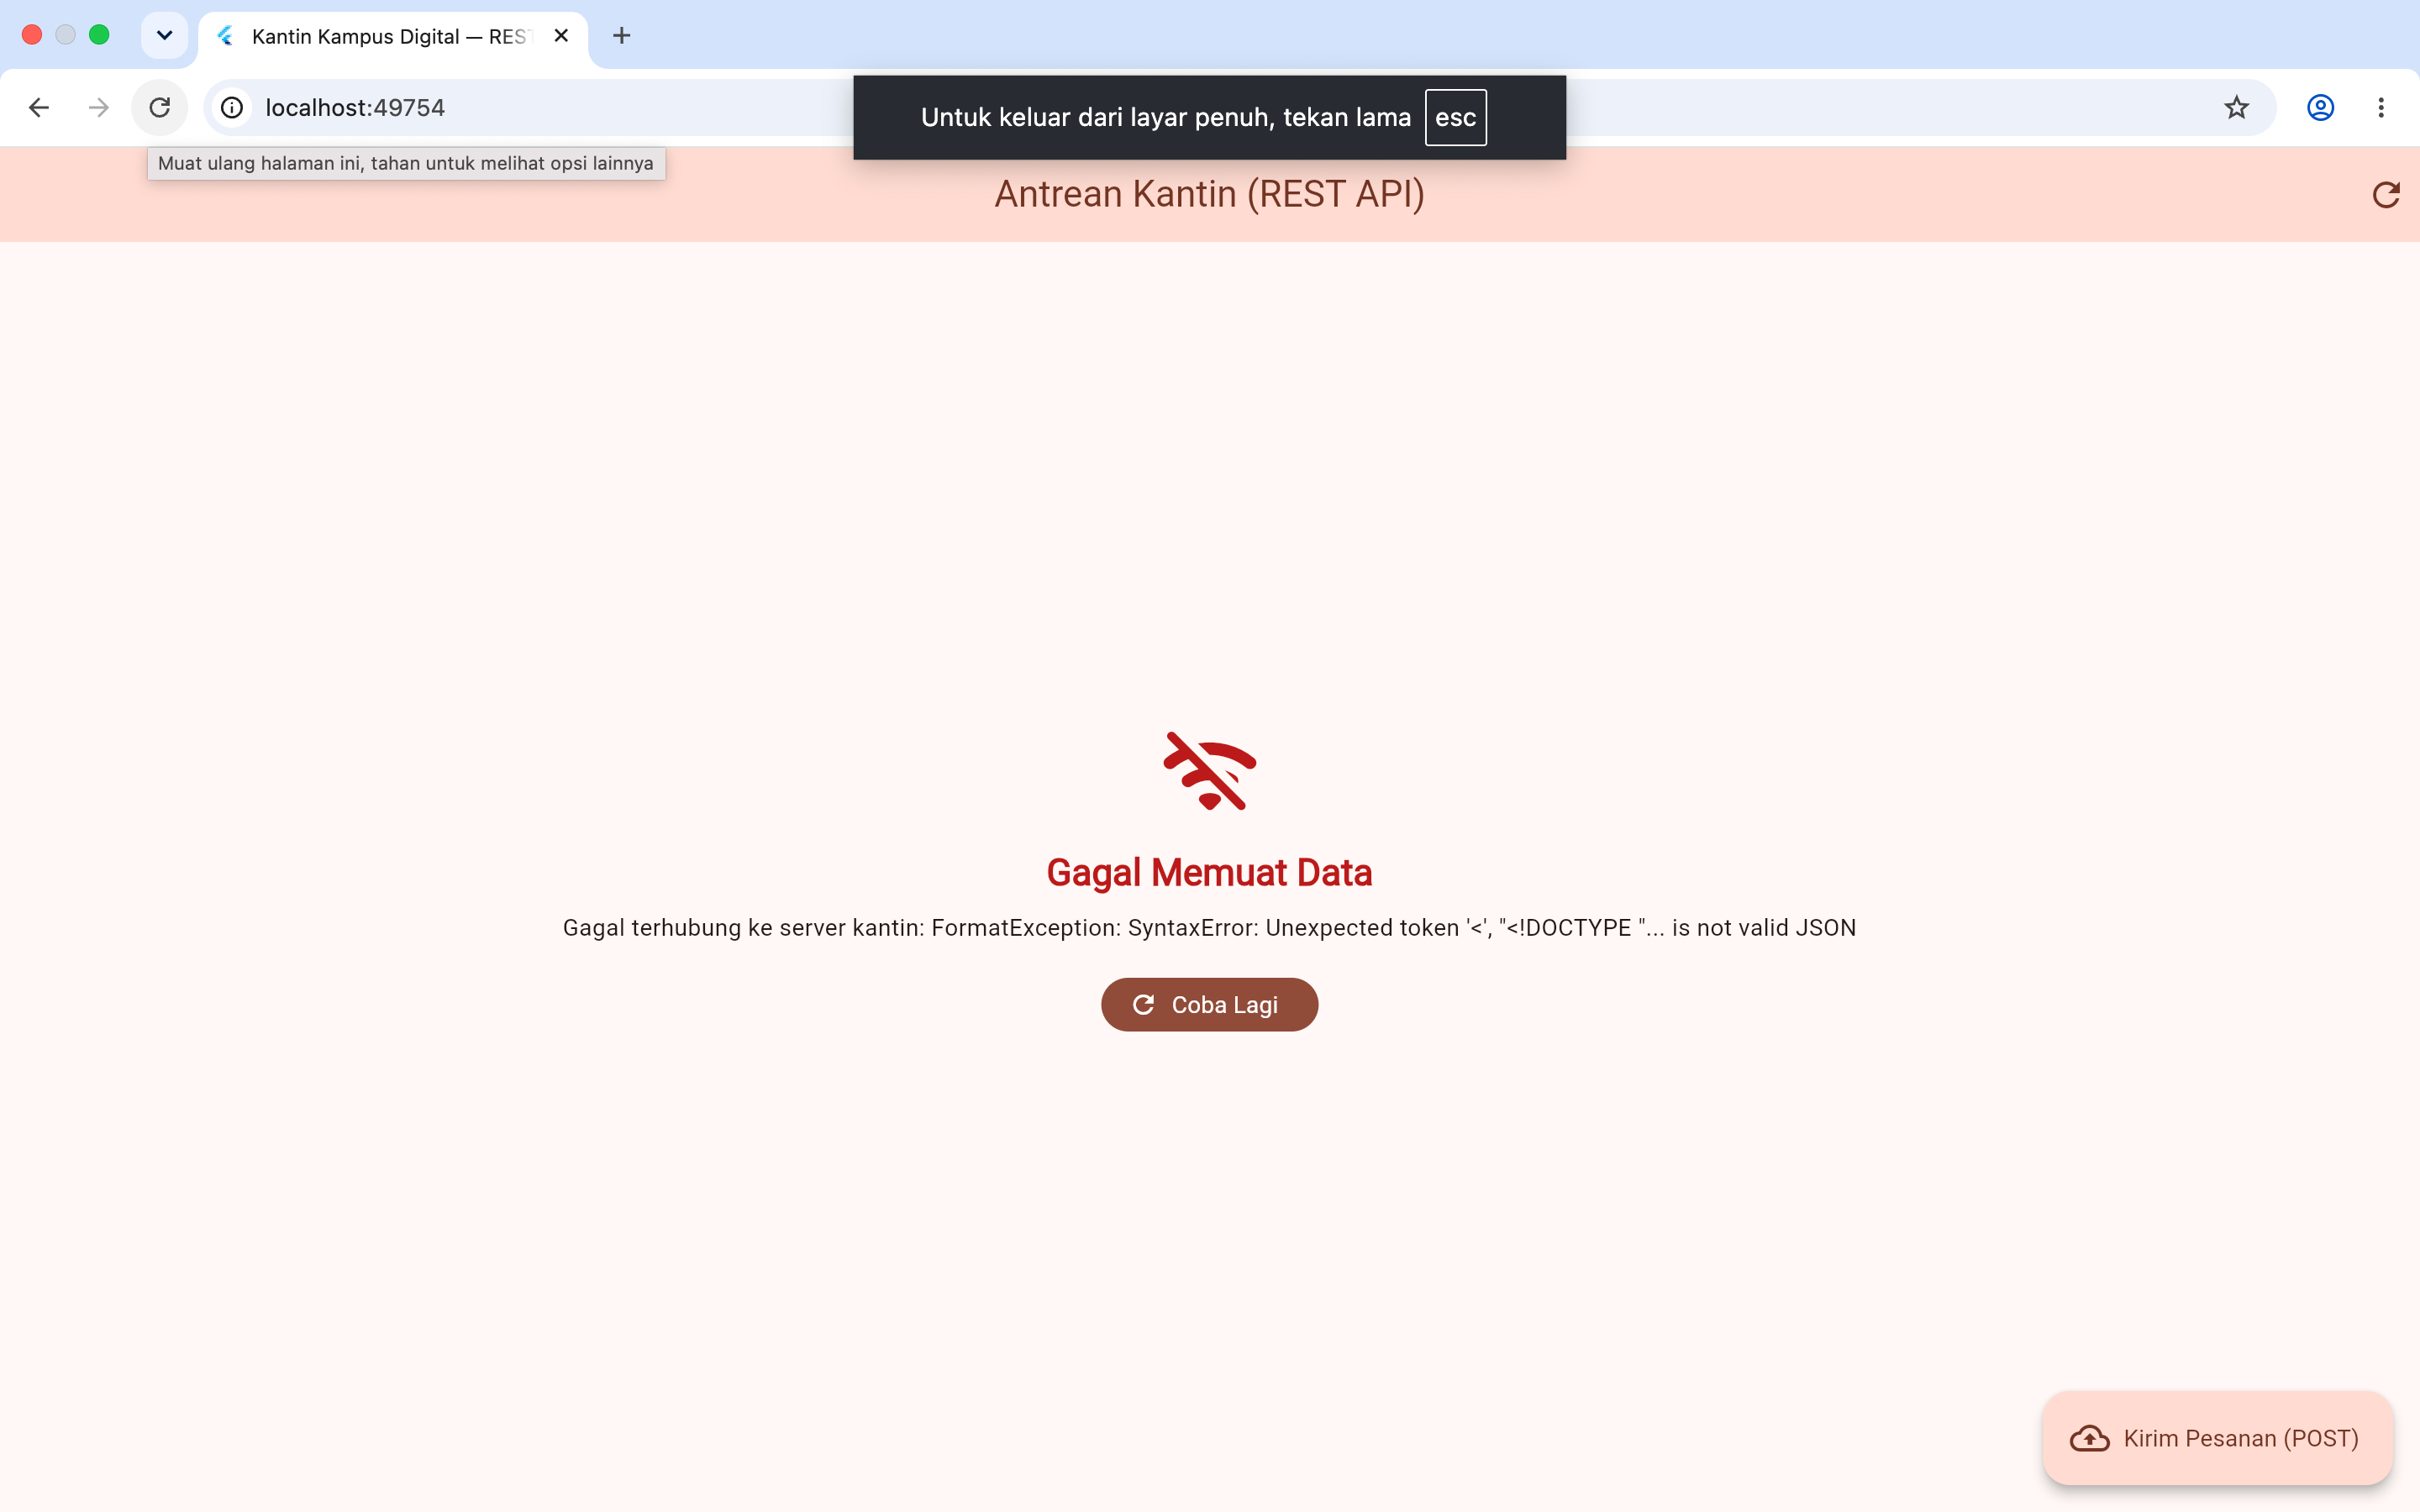 Kantin Kampus Digital — RES
localhost:49754
Untuk keluar dari layar penuh, tekan lama esc
Muat ulang halaman ini, tahan untuk melihat opsi lainnya
Antrean Kantin (REST API)
Gagal Memuat Data
Gagal terhubung ke server kantin: FormatException: SyntaxError: Unexpected token '<', "<!DOCTYPE "... is not valid JSON
Coba Lagi
Kirim Pesanan (POST)